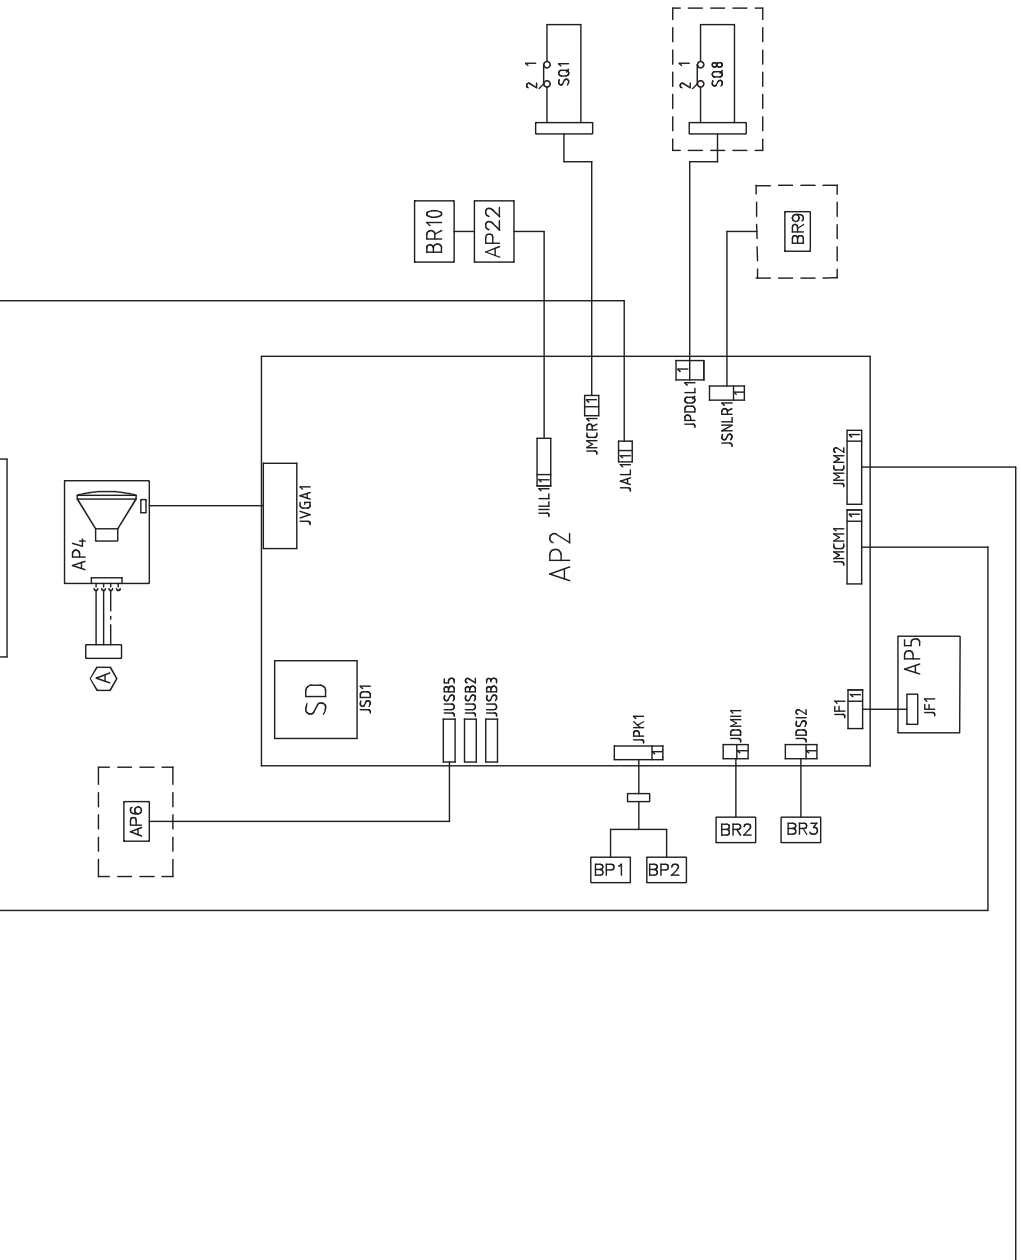 1
2
SQ1
1
2
SQ8
BR10
AP22
BR9
1
JPDQL1
1
JSNLR1
1
JMCR1
JAL1
1
JILL1
1
JMCM2
1
JMCM1
1
JVGA1
AP4
AP2
A
SD
JSD1
JUSB5
JUSB2
JUSB3
JPK1
1
JDMI1
1
JDSI2
1
JF1
1
AP5
JF1
AP6
BR2
BR3
BP1
BP2